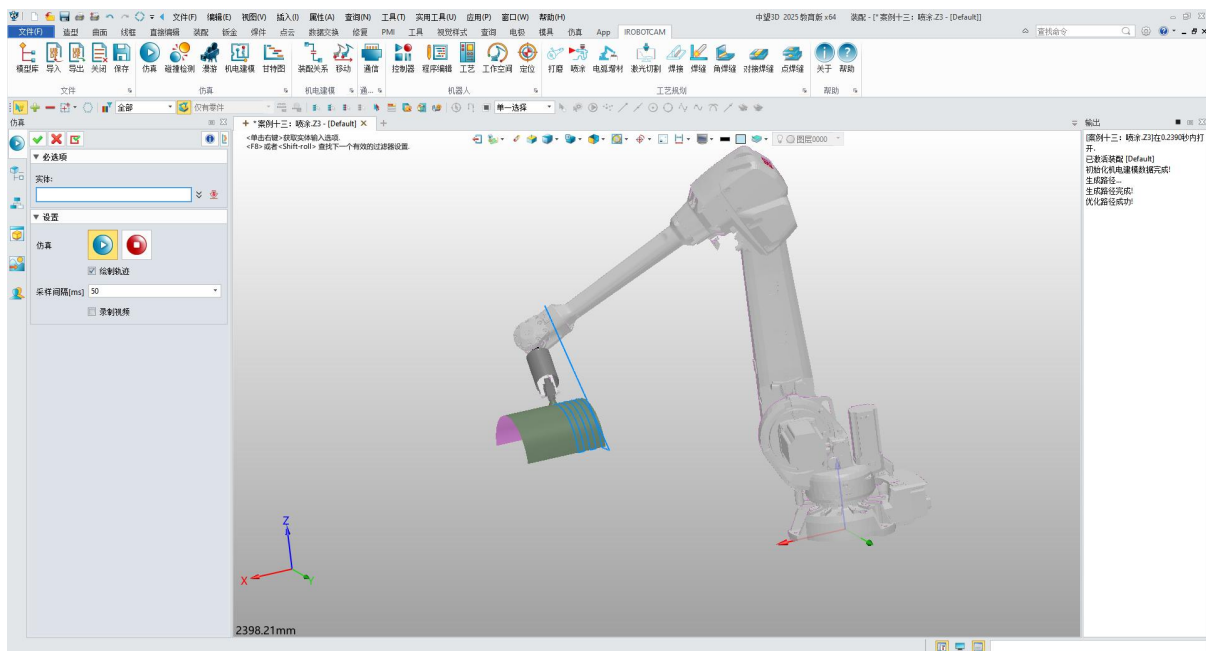 文件(F) 编辑(E) 视图(V) 插入(I) 属性(A) 查询(N) 工具(T) 实用工具(U) 应用(P) 窗口(W) 帮助(H) 中望3D 2025 教育版 x64 装配 - [*案例十三：喷涂.Z3 - [Default]]
文件(F) 造型 曲面 线框 直接编辑 装配 钣金 焊件 点云 数据交换 修复 PMI 工具 视觉样式 查询 电极 模具 仿真 App IROBOTCAM 查找命令
模型库 导入 导出 关闭 保存 仿真 碰撞检测 漫游 机电建模 甘特图 装配关系 移动 通信 控制器 程序编辑 工艺 工作空间 定位 打磨 喷涂 电弧增材 激光切割 焊接 焊缝 角焊缝 对接焊缝 点焊缝 关于 帮助
文件 仿真 机电建模 通... 机器人 工艺规划 帮助
全部 仅有零件 单一选择
仿真
*案例十三：喷涂.Z3 - [Default]
输出
必选项
实体:
设置
仿真
绘制轨迹
采样间隔[ms] 50
录制视频
<单击右键>获取实体输入选项.
<F8> 或者 <Shift-roll> 查找下一个有效的过滤器设置.
图层0000
Z
X
Y
2398.21mm
[案例十三：喷涂.Z3]在0.2390秒内打
开.
已激活装配 [Default]
初始化机电建模数据完成!
生成路径...
生成路径完成!
优化路径成功!